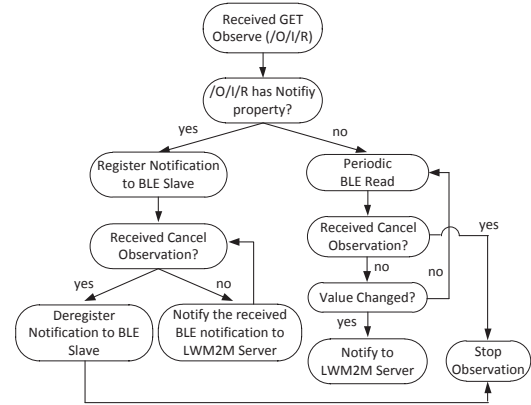 Received GET
Observe (/O/I/R)
/O/I/R has Notifiy
property?
yes
no
Register Notification
to BLE Slave
Periodic
BLE Read
Received Cancel
Observation?
Received Cancel
Observation?
yes
yes
no
no
no
Value Changed?
Deregister
Notification to BLE
Slave
Notify the received
BLE notification to
LWM2M Server
yes
Notify to
LWM2M Server
Stop
Observation